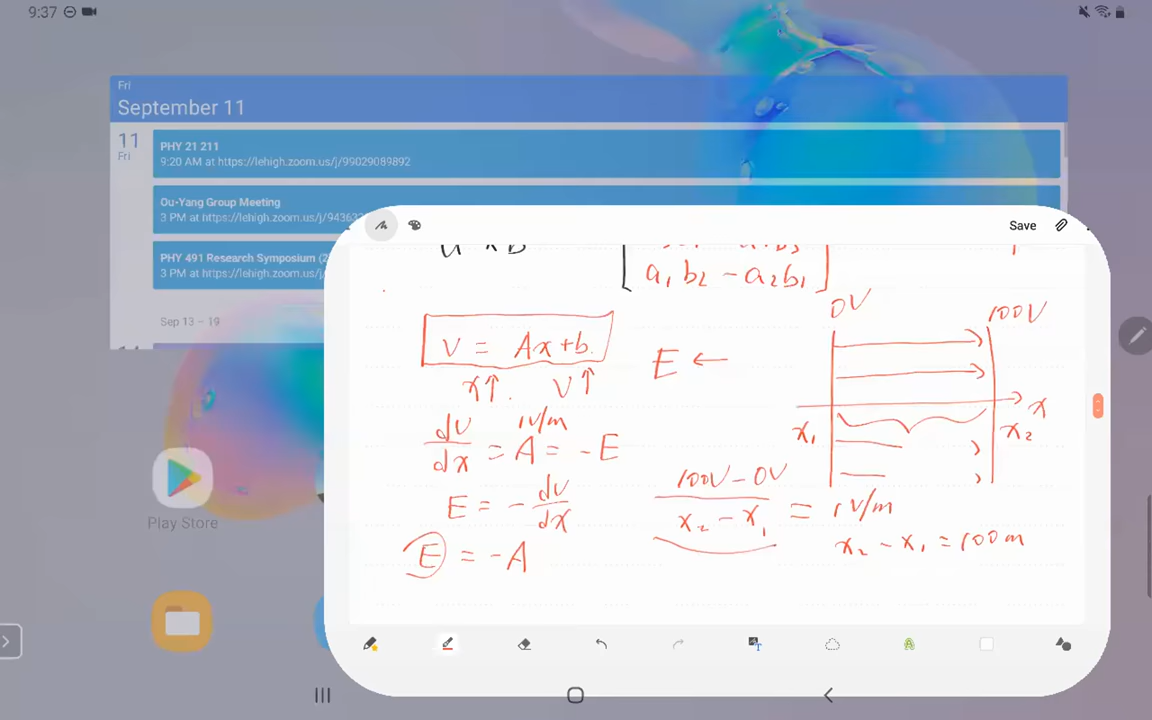 9:37
Fri
September 11
11
Fri
PHY 21 211
9:20 AM at https://lehigh.zoom.us/j/99029089892
Ou-Yang Group Meeting
3 PM at https://lehigh.zoom.us/j/94363
PHY 491 Research Symposium (2
3 PM at https://lehigh.zoom.us/j/
Sep 13 – 19
Play Store
Save
a₁b₂ - a₂b₁
V = Ax+b.
x↑. V↑
E ←
0V
100V
x
x₁
x₂
1V/m
dV/dx = A = -E
E = - dV/dx
E = -A
(100V - 0V)/(x₂ - x₁) = 1V/m
x₂ - x₁ = 100m